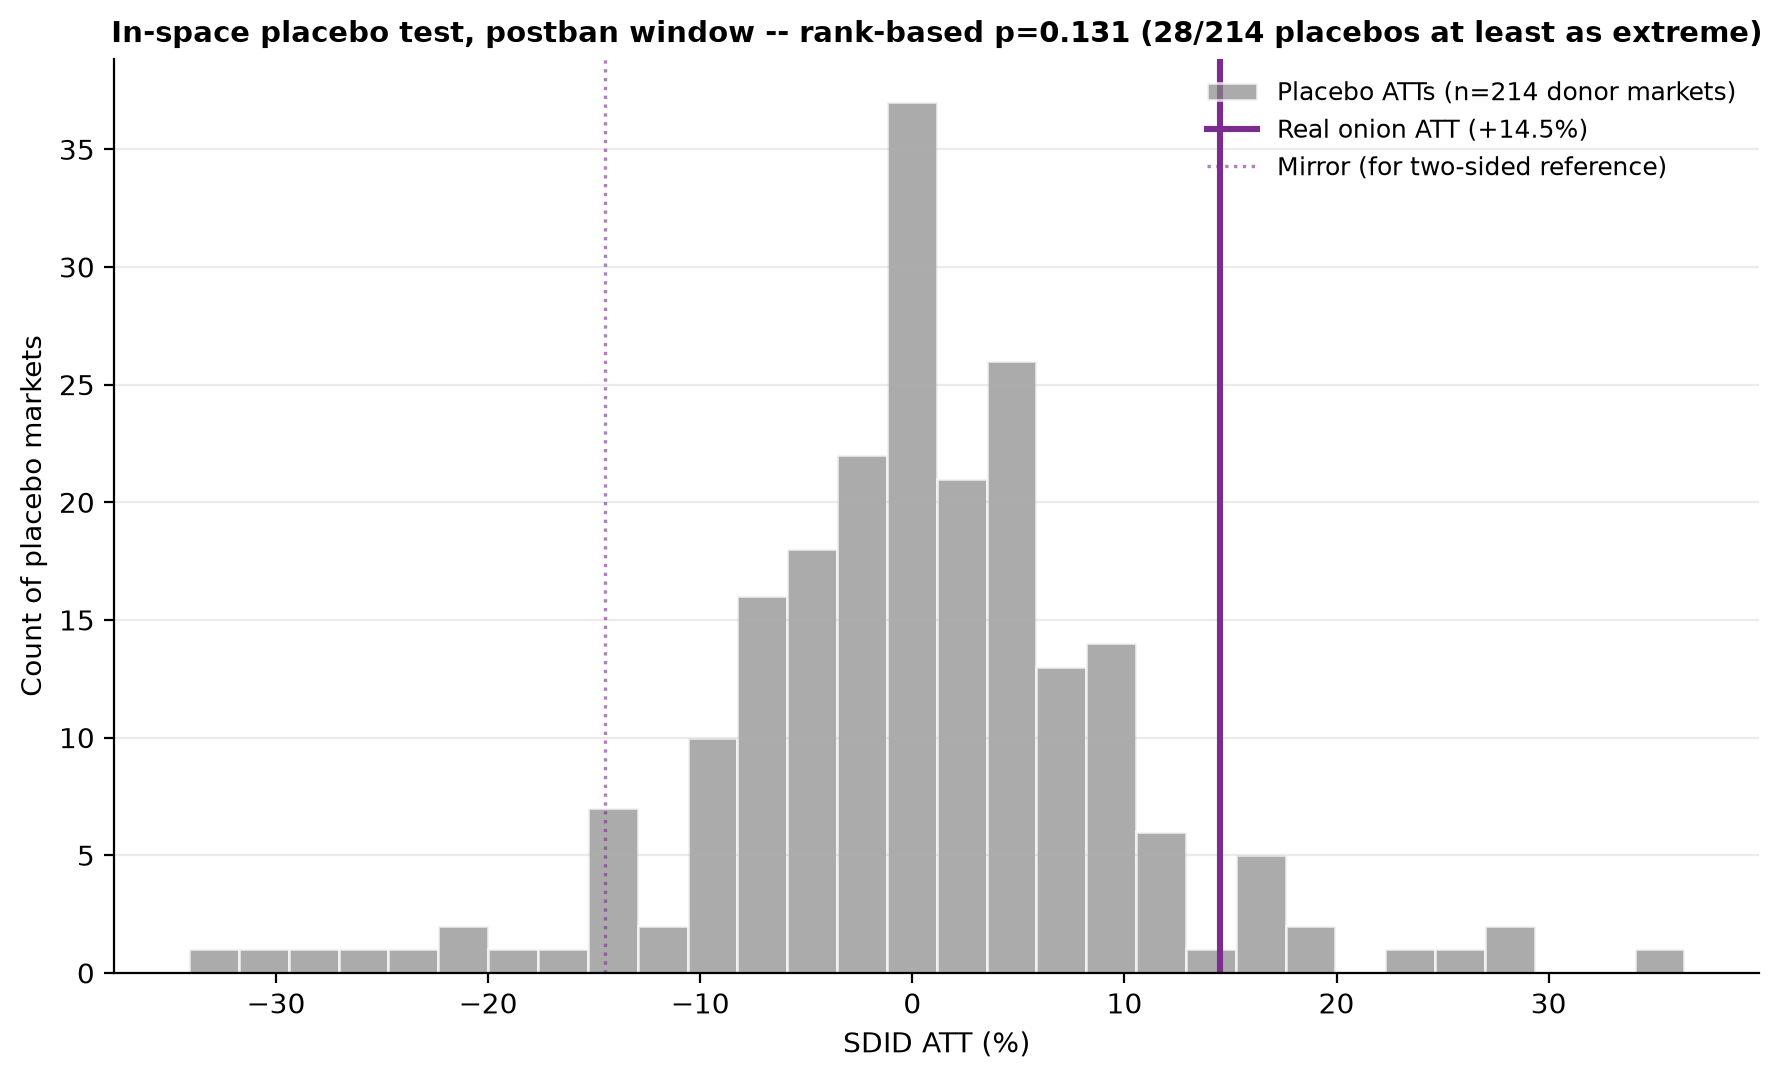 In-space placebo test, postban window -- rank-based p=0.131 (28/214 placebos at least as extreme)
Placebo ATTs (n=214 donor markets)
Real onion ATT (+14.5%)
Mirror (for two-sided reference)
Count of placebo markets
35
30
25
20
15
10
5
0
−30
−20
−10
0
10
20
30
SDID ATT (%)